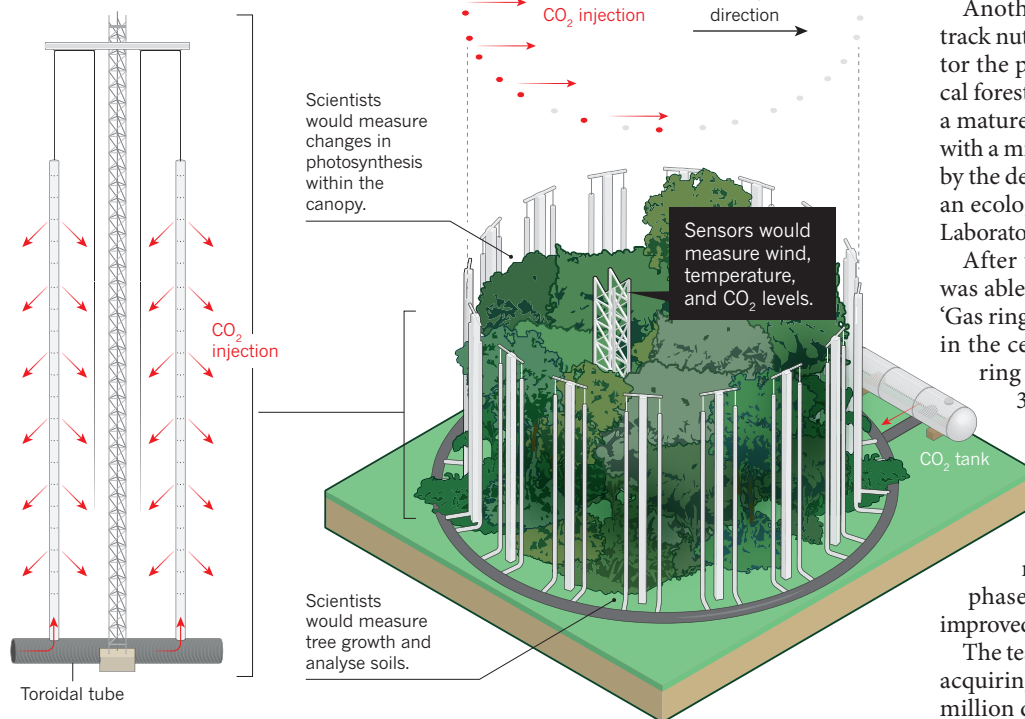 CO2 injection
direction
Scientists
would measure
changes in
photosynthesis
within the
canopy.
Sensors would
measure wind,
temperature,
and CO2 levels.
CO2
injection
CO2 tank
Scientists
would measure
tree growth and
analyse soils.
Toroidal tube
track nut
tor the p
cal forest
a mature
with a m
by the de
an ecolo
Laborato
After
was able
‘Gas ring
in the ce
ring
3
phase
improved
The tea
acquirin
million